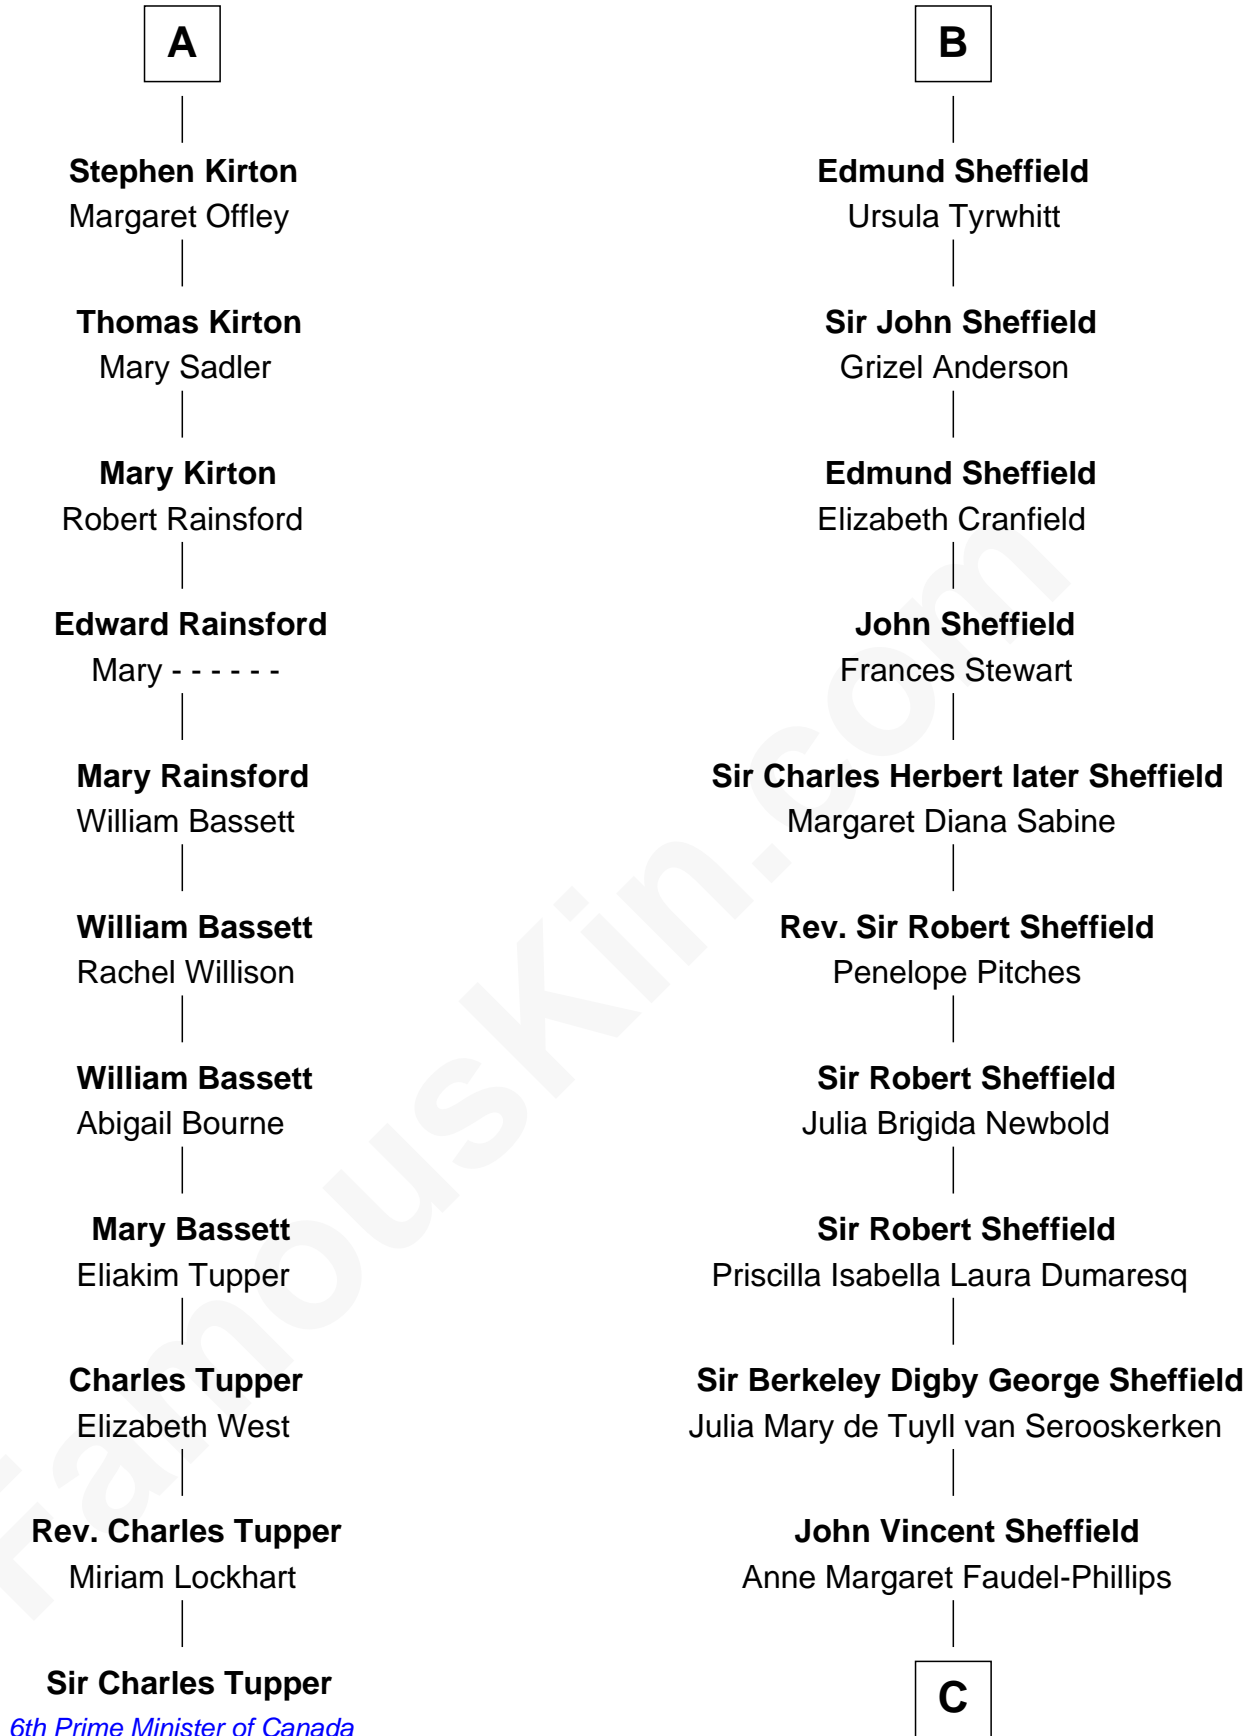 A
Stephen Kirton
Margaret Offley
Thomas Kirton
Mary Sadler
Mary Kirton
Robert Rainsford
Edward Rainsford
Mary - - - - - -
Mary Rainsford
William Bassett
William Bassett
Rachel Willison
William Bassett
Abigail Bourne
Mary Bassett
Eliakim Tupper
Charles Tupper
Elizabeth West
Rev. Charles Tupper
Miriam Lockhart
Sir Charles Tupper
6th Prime Minister of Canada
B
Edmund Sheffield
Ursula Tyrwhitt
Sir John Sheffield
Grizel Anderson
Edmund Sheffield
Elizabeth Cranfield
John Sheffield
Frances Stewart
Sir Charles Herbert later Sheffield
Margaret Diana Sabine
Rev. Sir Robert Sheffield
Penelope Pitches
Sir Robert Sheffield
Julia Brigida Newbold
Sir Robert Sheffield
Priscilla Isabella Laura Dumaresq
Sir Berkeley Digby George Sheffield
Julia Mary de Tuyll van Serooskerken
John Vincent Sheffield
Anne Margaret Faudel-Phillips
C
FamousKin.com